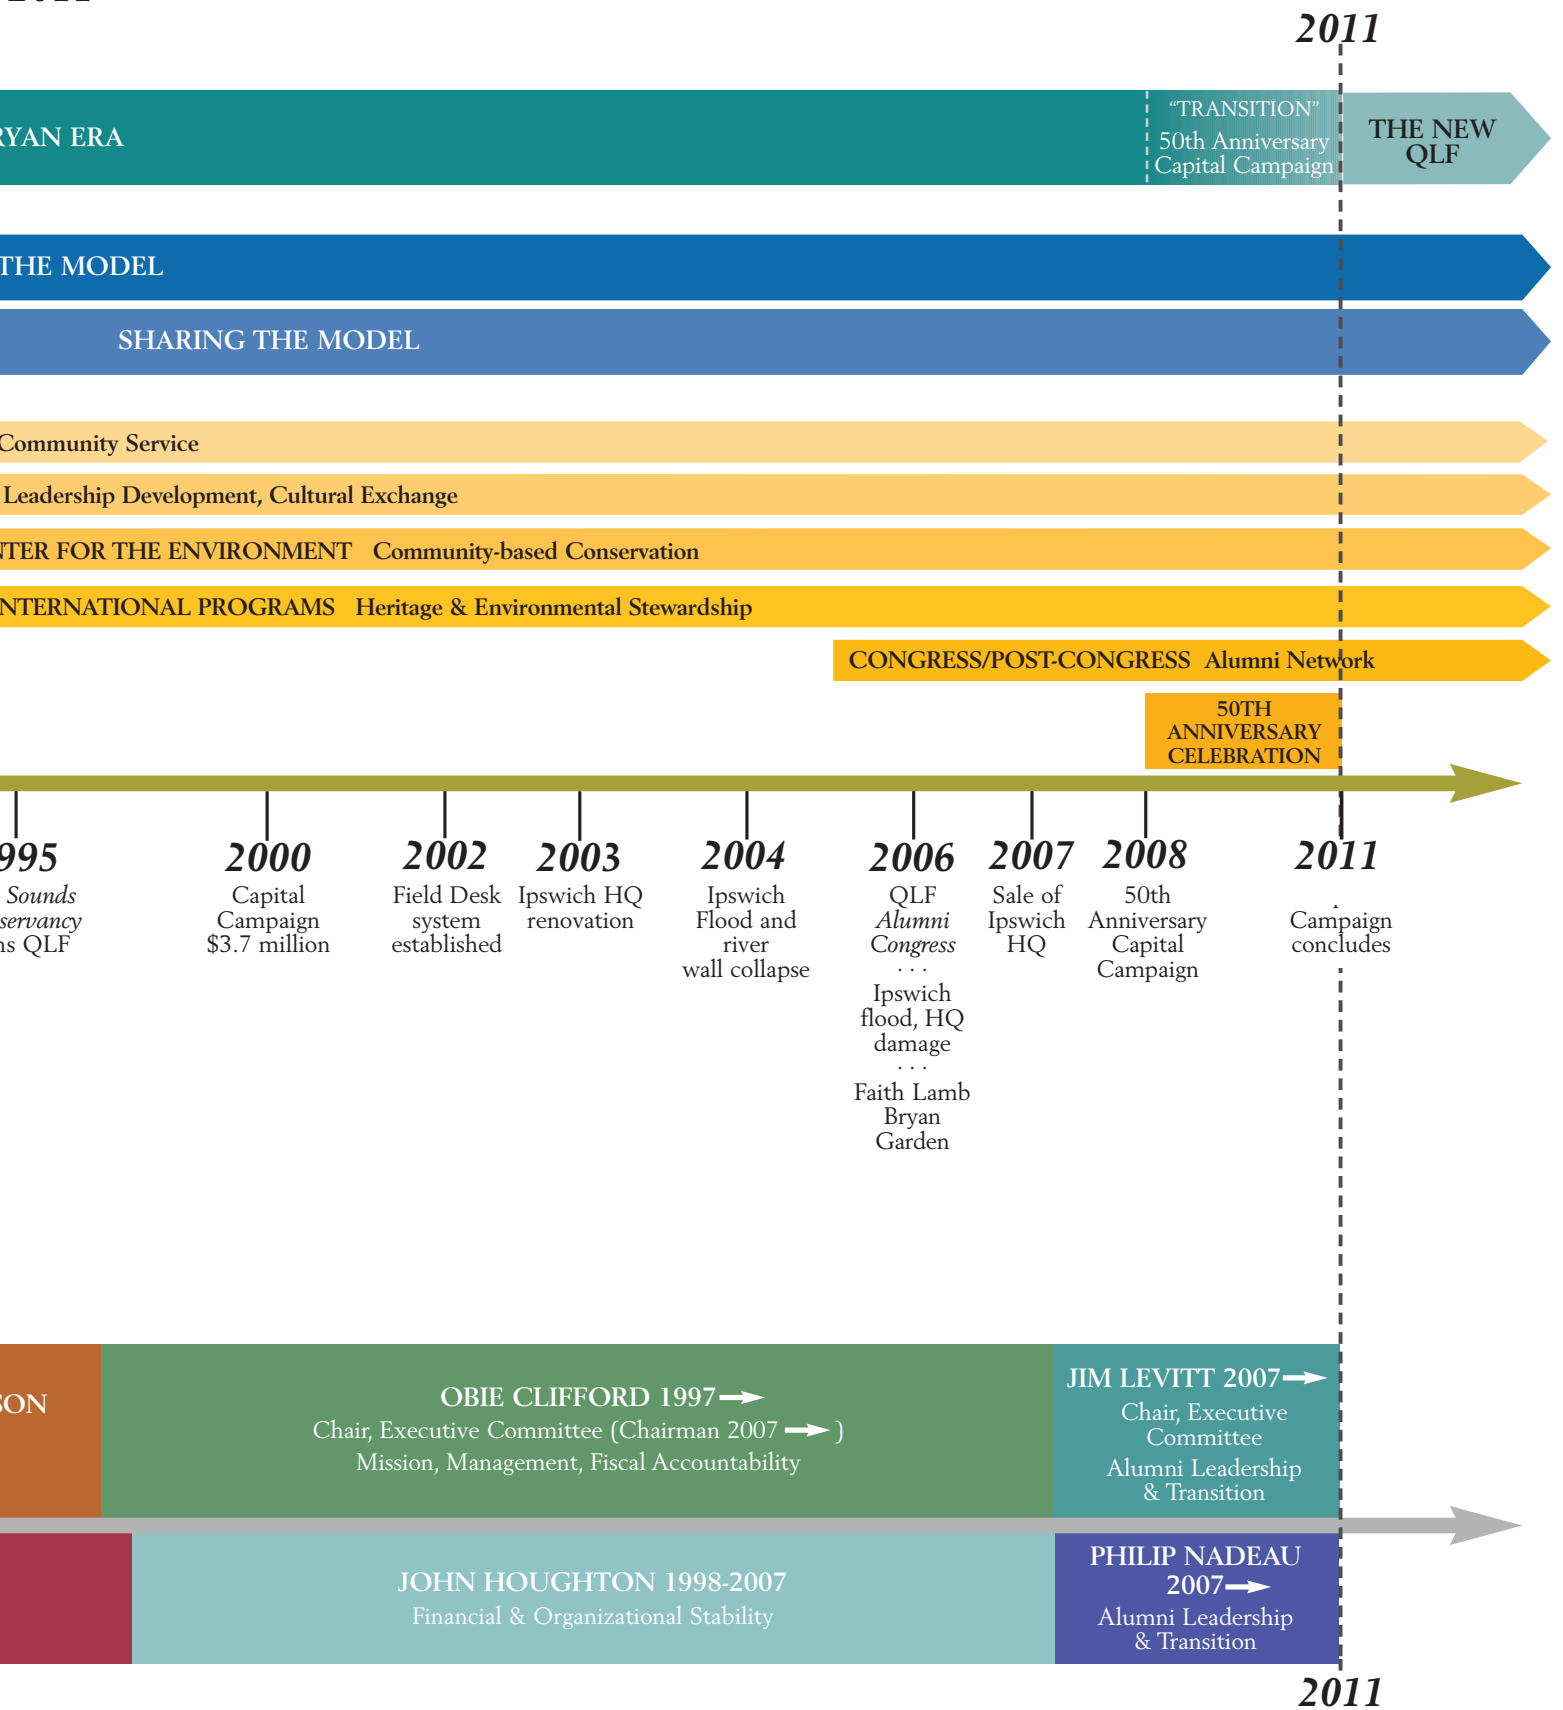 2011
RYAN ERA
"TRANSITION"
50th Anniversary
Capital Campaign
THE NEW
QLF
THE MODEL
SHARING THE MODEL
Community Service
Leadership Development, Cultural Exchange
NTER FOR THE ENVIRONMENT Community-based Conservation
NTERNATIONAL PROGRAMS Heritage & Environmental Stewardship
CONGRESS/POST-CONGRESS Alumni Network
50TH
ANNIVERSARY
CELEBRATION
995
Sounds
servancy
ns QLF
2000
Capital
Campaign
$3.7 million
2002
Field Desk
system
established
2003
Ipswich HQ
renovation
2004
Ipswich
Flood and
river
wall collapse
2006
QLF
Alumni
Congress
. . .
Ipswich
flood, HQ
damage
. . .
Faith Lamb
Bryan
Garden
2007
Sale of
Ipswich
HQ
2008
50th
Anniversary
Capital
Campaign
2011
Campaign
concludes
SON
OBIE CLIFFORD 1997→
Chair, Executive Committee (Chairman 2007 → )
Mission, Management, Fiscal Accountability
JIM LEVITT 2007→
Chair, Executive
Committee
Alumni Leadership
& Transition
JOHN HOUGHTON 1998-2007
Financial & Organizational Stability
PHILIP NADEAU
2007→
Alumni Leadership
& Transition
2011